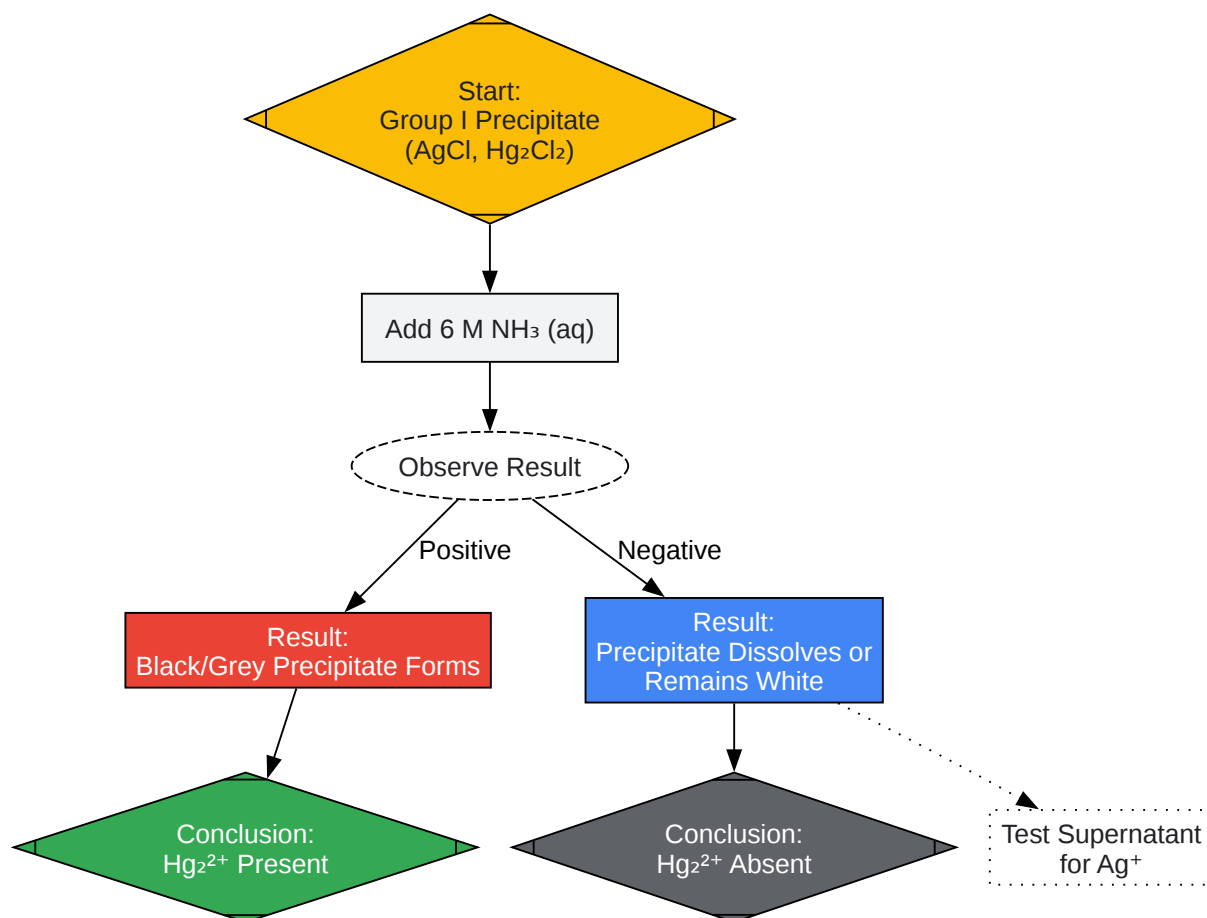 Start:
Group I Precipitate
(AgCl, Hg₂Cl₂)
Add 6 M NH₃ (aq)
Observe Result
Positive
Negative
Result:
Black/Grey Precipitate Forms
Result:
Precipitate Dissolves or
Remains White
Conclusion:
Hg₂²⁺ Present
Conclusion:
Hg₂²⁺ Absent
Test Supernatant
for Ag⁺